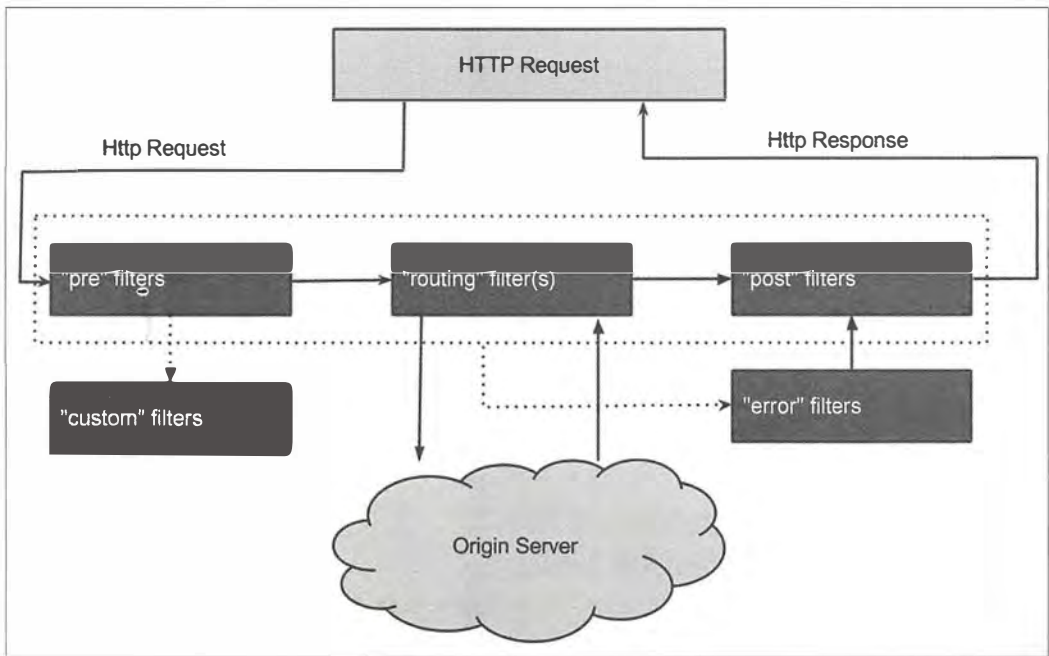 HTTP Request
Http Request
Http Response
"pre" filters
"routing" filter(s)
"post" filters
"custom" filters
"error" filters
Origin Server